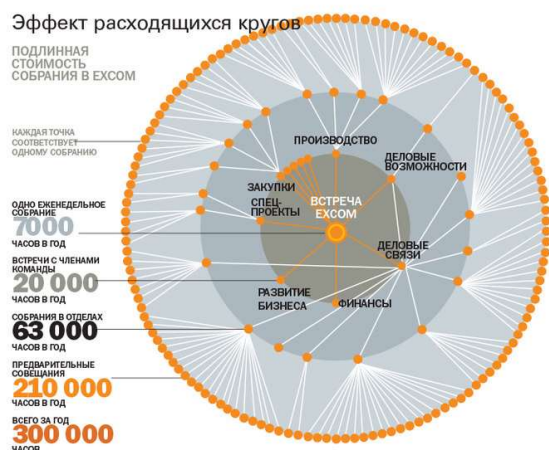 Эффект расходящихся кругов
ПОДЛИННАЯ
СТОИМОСТЬ
СОБРАНИЯ В EXCOM
КАЖДАЯ ТОЧКА
СООТВЕТСТВУЕТ
ОДНОМУ СОБРАНИЮ
ОДНО ЕЖЕНЕДЕЛЬНОЕ
СОБРАНИЕ
7000
ЧАСОВ В ГОД
ВСТРЕЧИ С ЧЛЕНАМИ
КОМАНДЫ
20 000
ЧАСОВ В ГОД
СОБРАНИЯ В ОТДЕЛАХ
63 000
ЧАСОВ В ГОД
ПРЕДВАРИТЕЛЬНЫЕ
СОВЕЩАНИЯ
210 000
ЧАСОВ В ГОД
ВСЕГО ЗА ГОД
300 000
ЧАСОВ
ПРОИЗВОДСТВО
ДЕЛОВЫЕ
ВОЗМОЖНОСТИ
ЗАКУПКИ
СПЕЦ-
ПРОЕКТЫ
ВСТРЕЧА
EXCOM
ДЕЛОВЫЕ
СВЯЗИ
РАЗВИТИЕ
БИЗНЕСА
ФИНАНСЫ